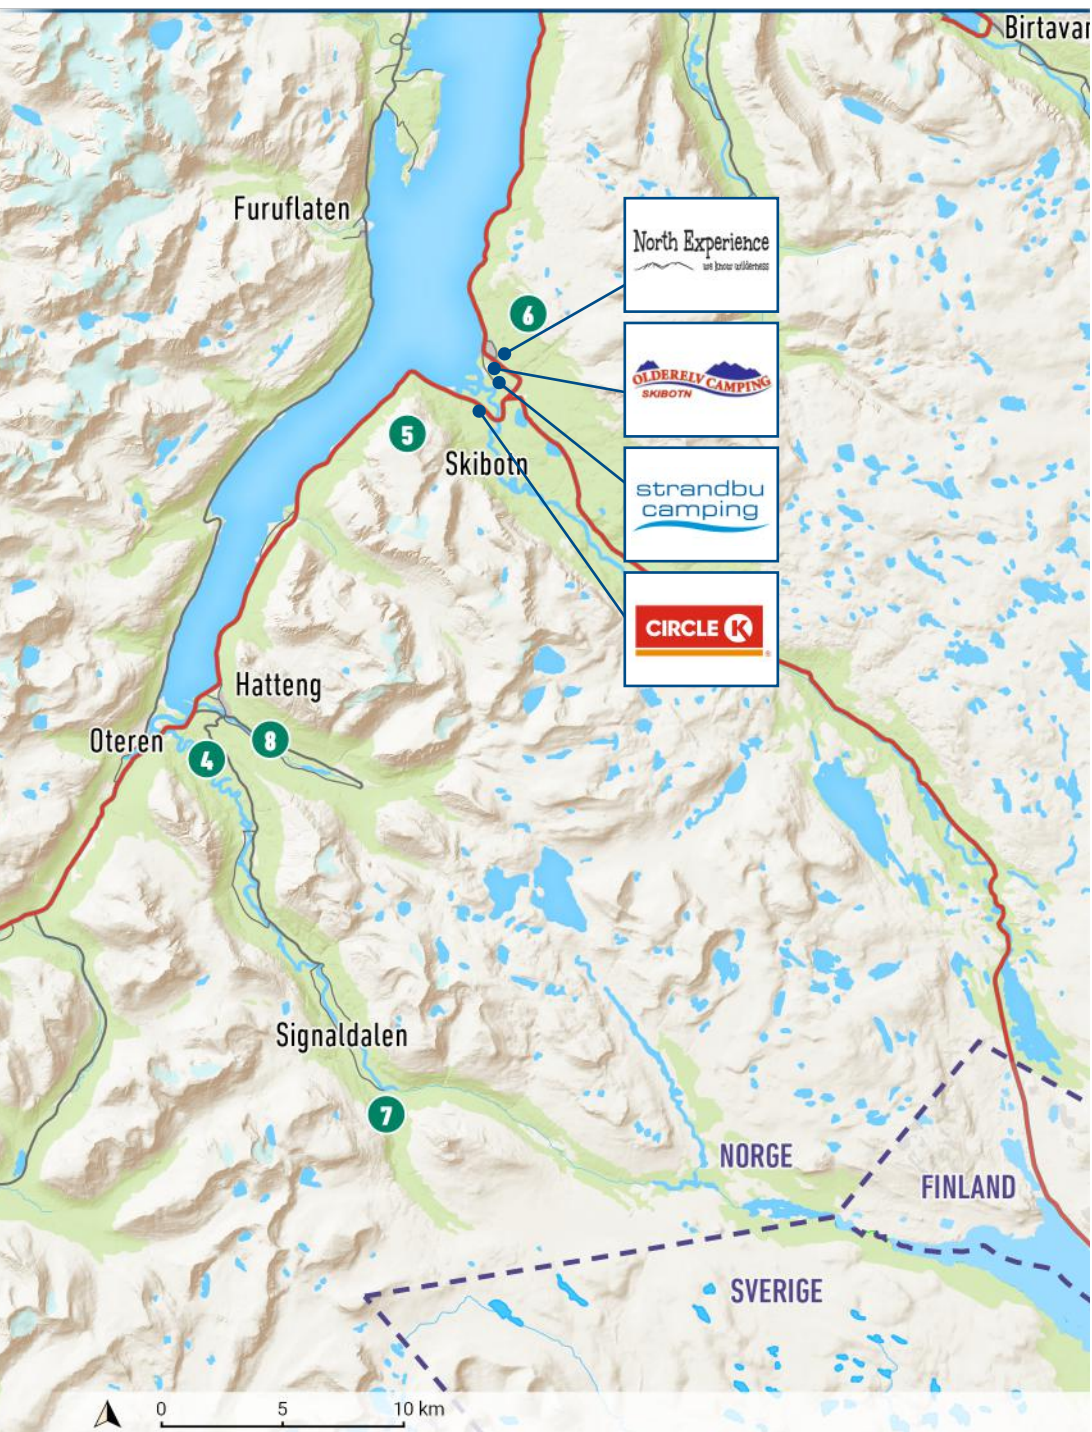 Birtavar
Furuflaten
North Experience
we know wilderness
6
OLDERELV CAMPING
SKIBOTN
5
Skibotn
strandbu
camping
CIRCLE K
Hatteng
Oteren
8
4
Signaldalen
7
NORGE
FINLAND
SVERIGE
0 5 10 km